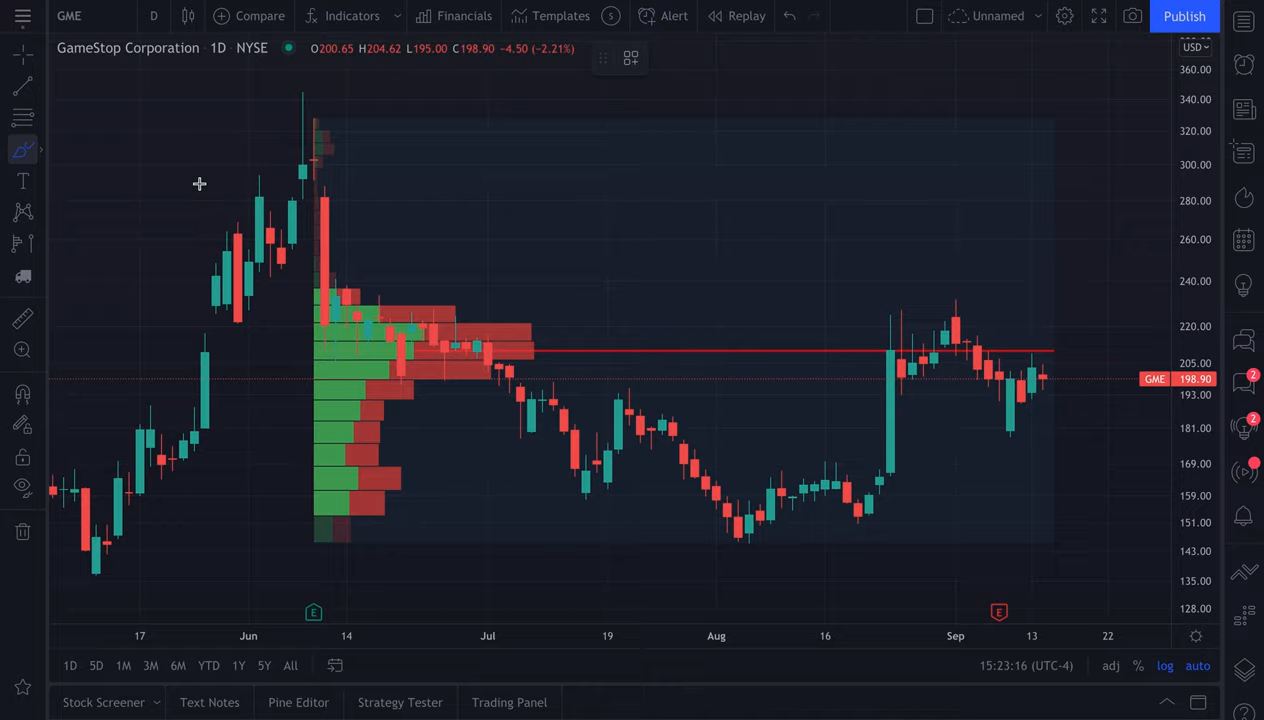 GME D Compare Indicators Financials Templates S Alert Replay Unnamed Publish
GameStop Corporation · 1D · NYSE O200.65 H204.62 L195.00 C198.90 −4.50 (−2.21%)
USD
360.00
340.00
320.00
300.00
280.00
260.00
240.00
220.00
205.00
GME 198.90
193.00
181.00
169.00
159.00
151.00
143.00
135.00
128.00
2
2
E E
17 Jun 14 Jul 19 Aug 16 Sep 13 22
1D 5D 1M 3M 6M YTD 1Y 5Y All 15:23:16 (UTC-4) adj % log auto
Stock Screener Text Notes Pine Editor Strategy Tester Trading Panel